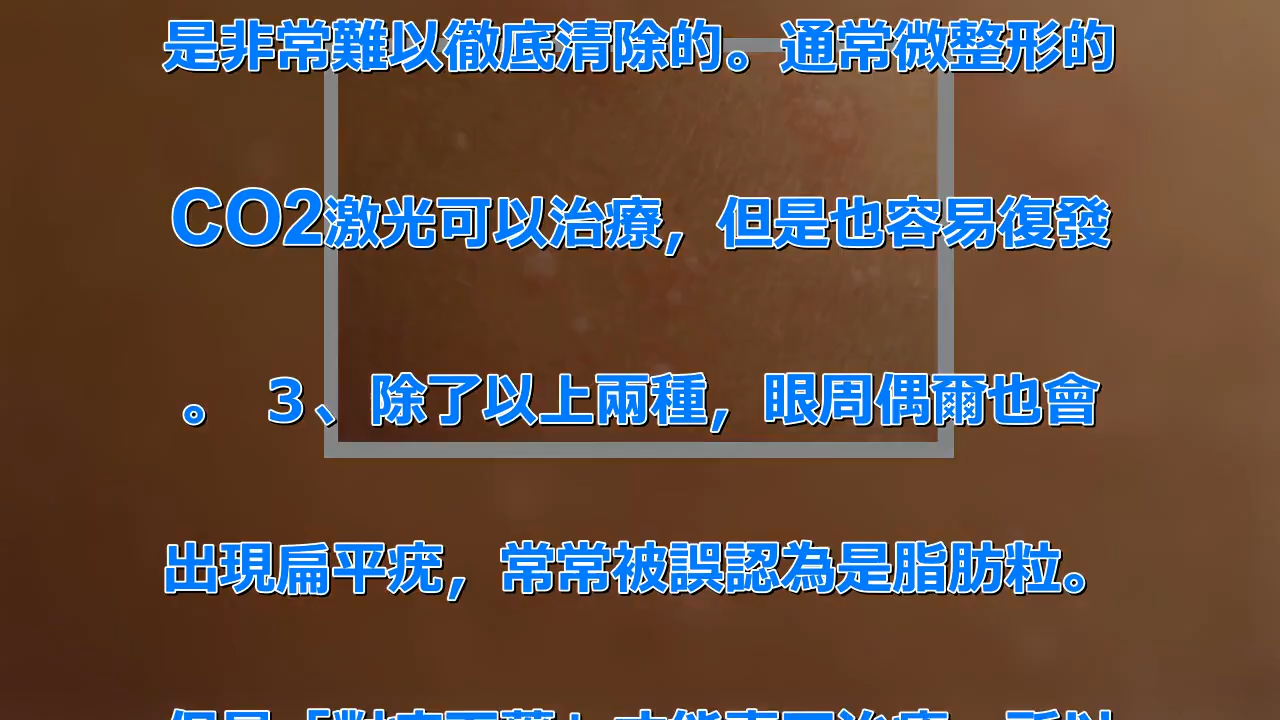 是非常難以徹底清除的。通常微整形的
CO2激光可以治療，但是也容易復發
。 3、除了以上兩種，眼周偶爾也會
出現扁平疣，常常被誤認為是脂肪粒。